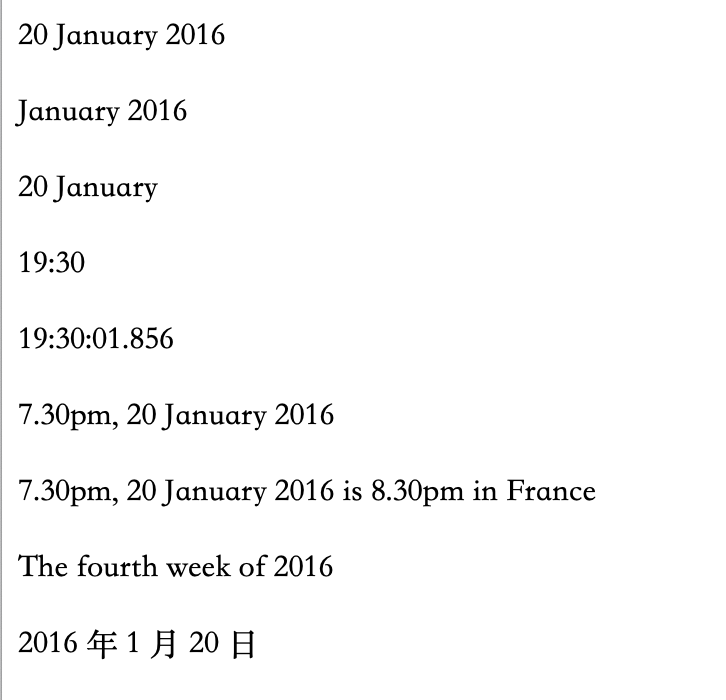 20 January 2016
January 2016
20 January
19:30
19:30:01.856
7.30pm, 20 January 2016
7.30pm, 20 January 2016 is 8.30pm in France
The fourth week of 2016
2016 年 1 月 20 日